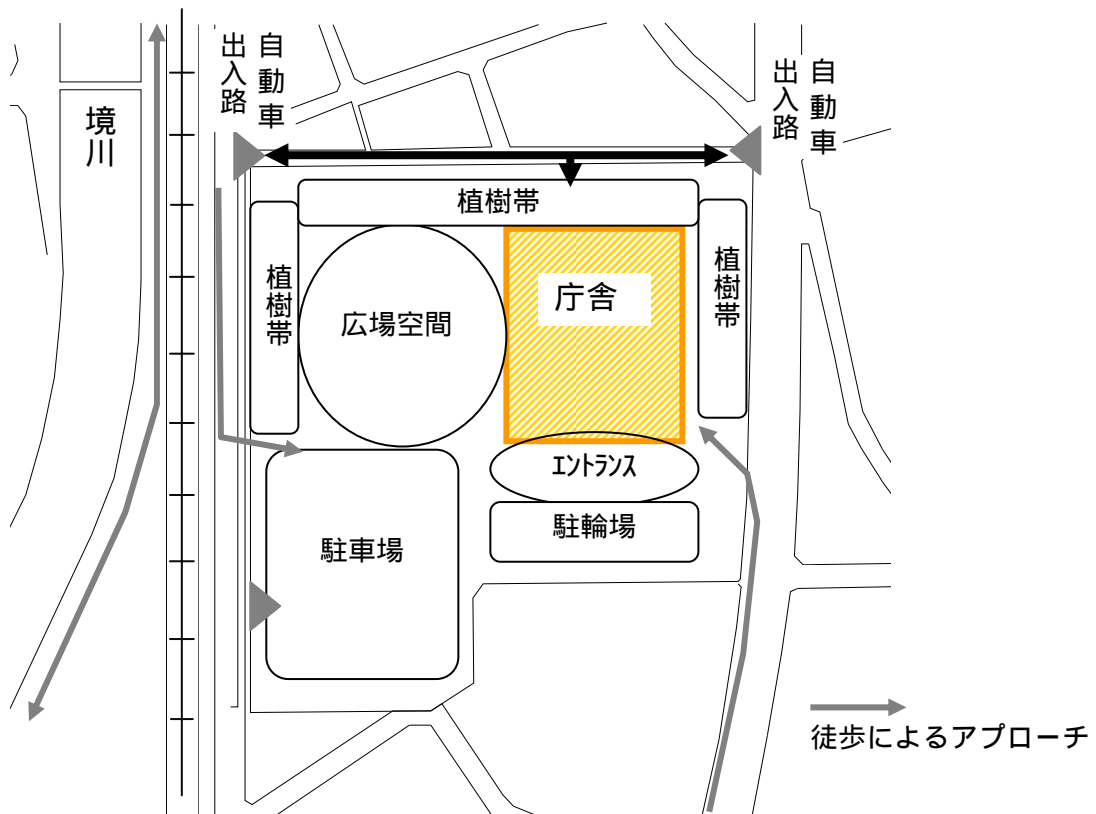 自動車
出入路
自動車
出入路
境川
植樹帯
植樹帯
植樹帯
庁舎
広場空間
エントランス
駐輪場
駐車場
徒歩によるアプローチ